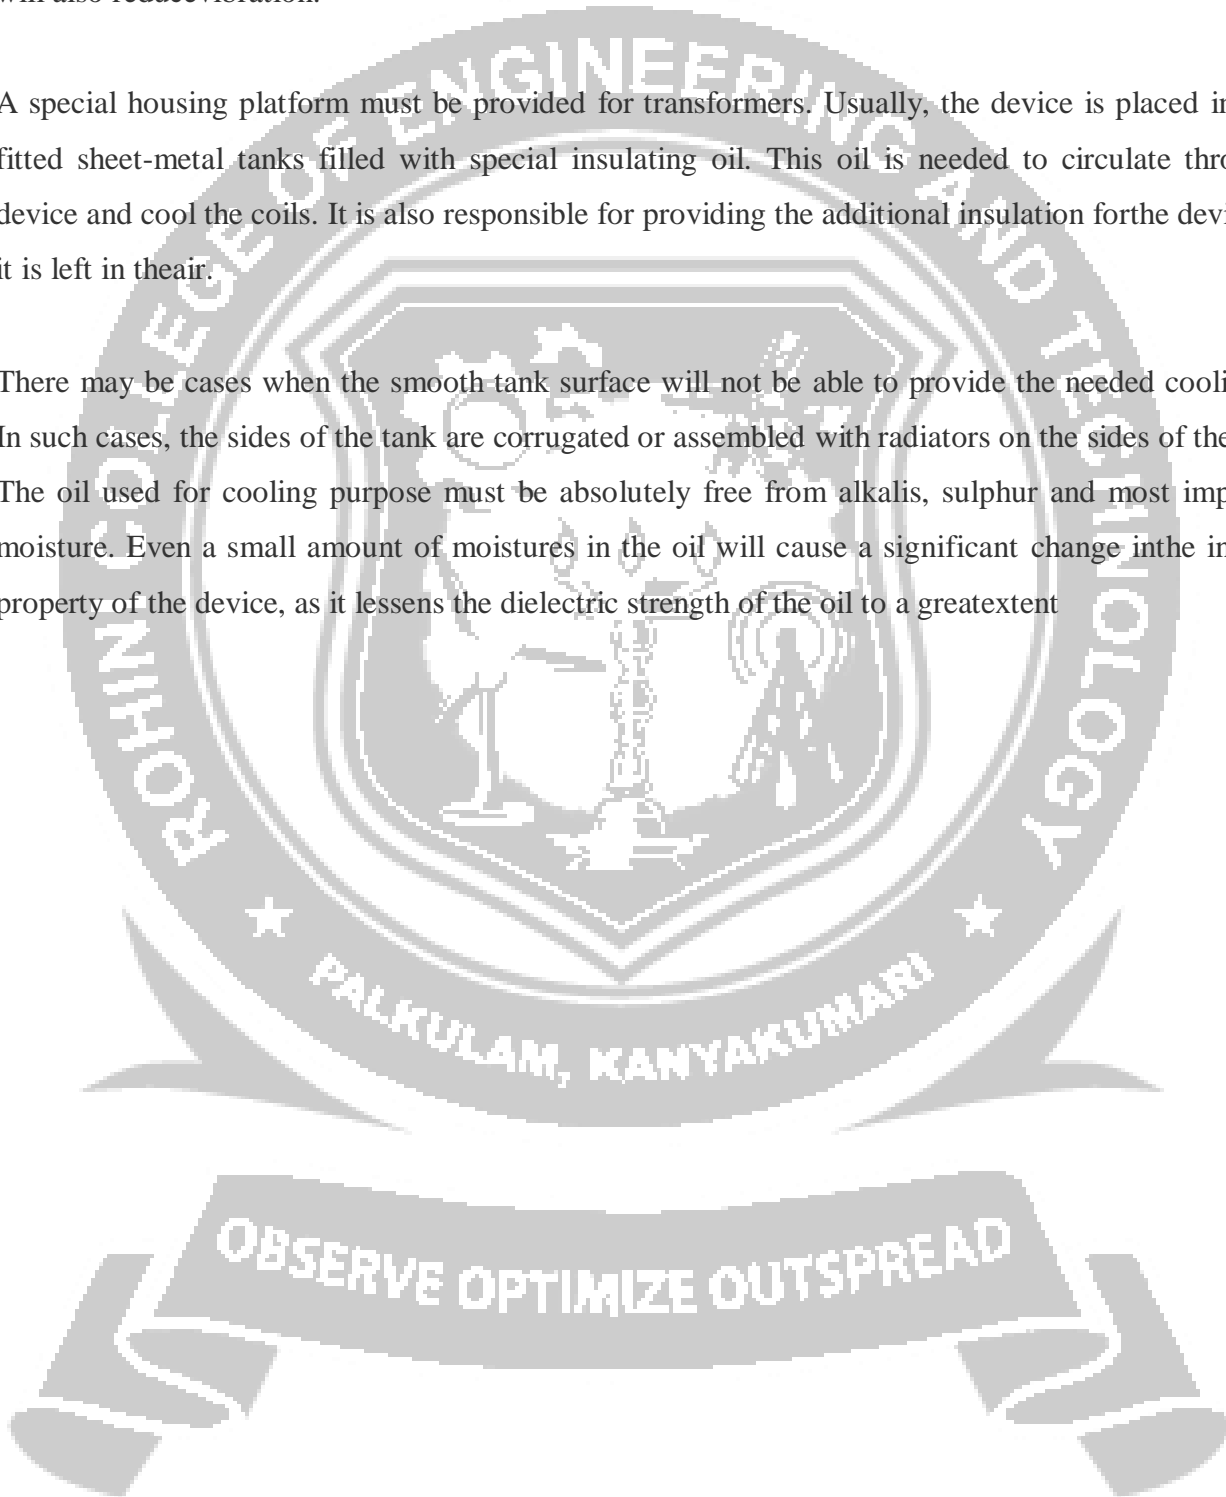 A special housing platform must be provided for transformers. Usually, the device is placed in
fitted sheet-metal tanks filled with special insulating oil. This oil is needed to circulate thro
device and cool the coils. It is also responsible for providing the additional insulation forthe devi
it is left in theair.
There may be cases when the smooth tank surface will not be able to provide the needed cooli
In such cases, the sides of the tank are corrugated or assembled with radiators on the sides of the
The oil used for cooling purpose must be absolutely free from alkalis, sulphur and most imp
moisture. Even a small amount of moistures in the oil will cause a significant change inthe in
property of the device, as it lessens the dielectric strength of the oil to a greatextent
ROHINI COLLEGE OF ENGINEERING AND TECHNOLOGY
PALKULAM, KANYAKUMARI
OBSERVE OPTIMIZE OUTSPREAD